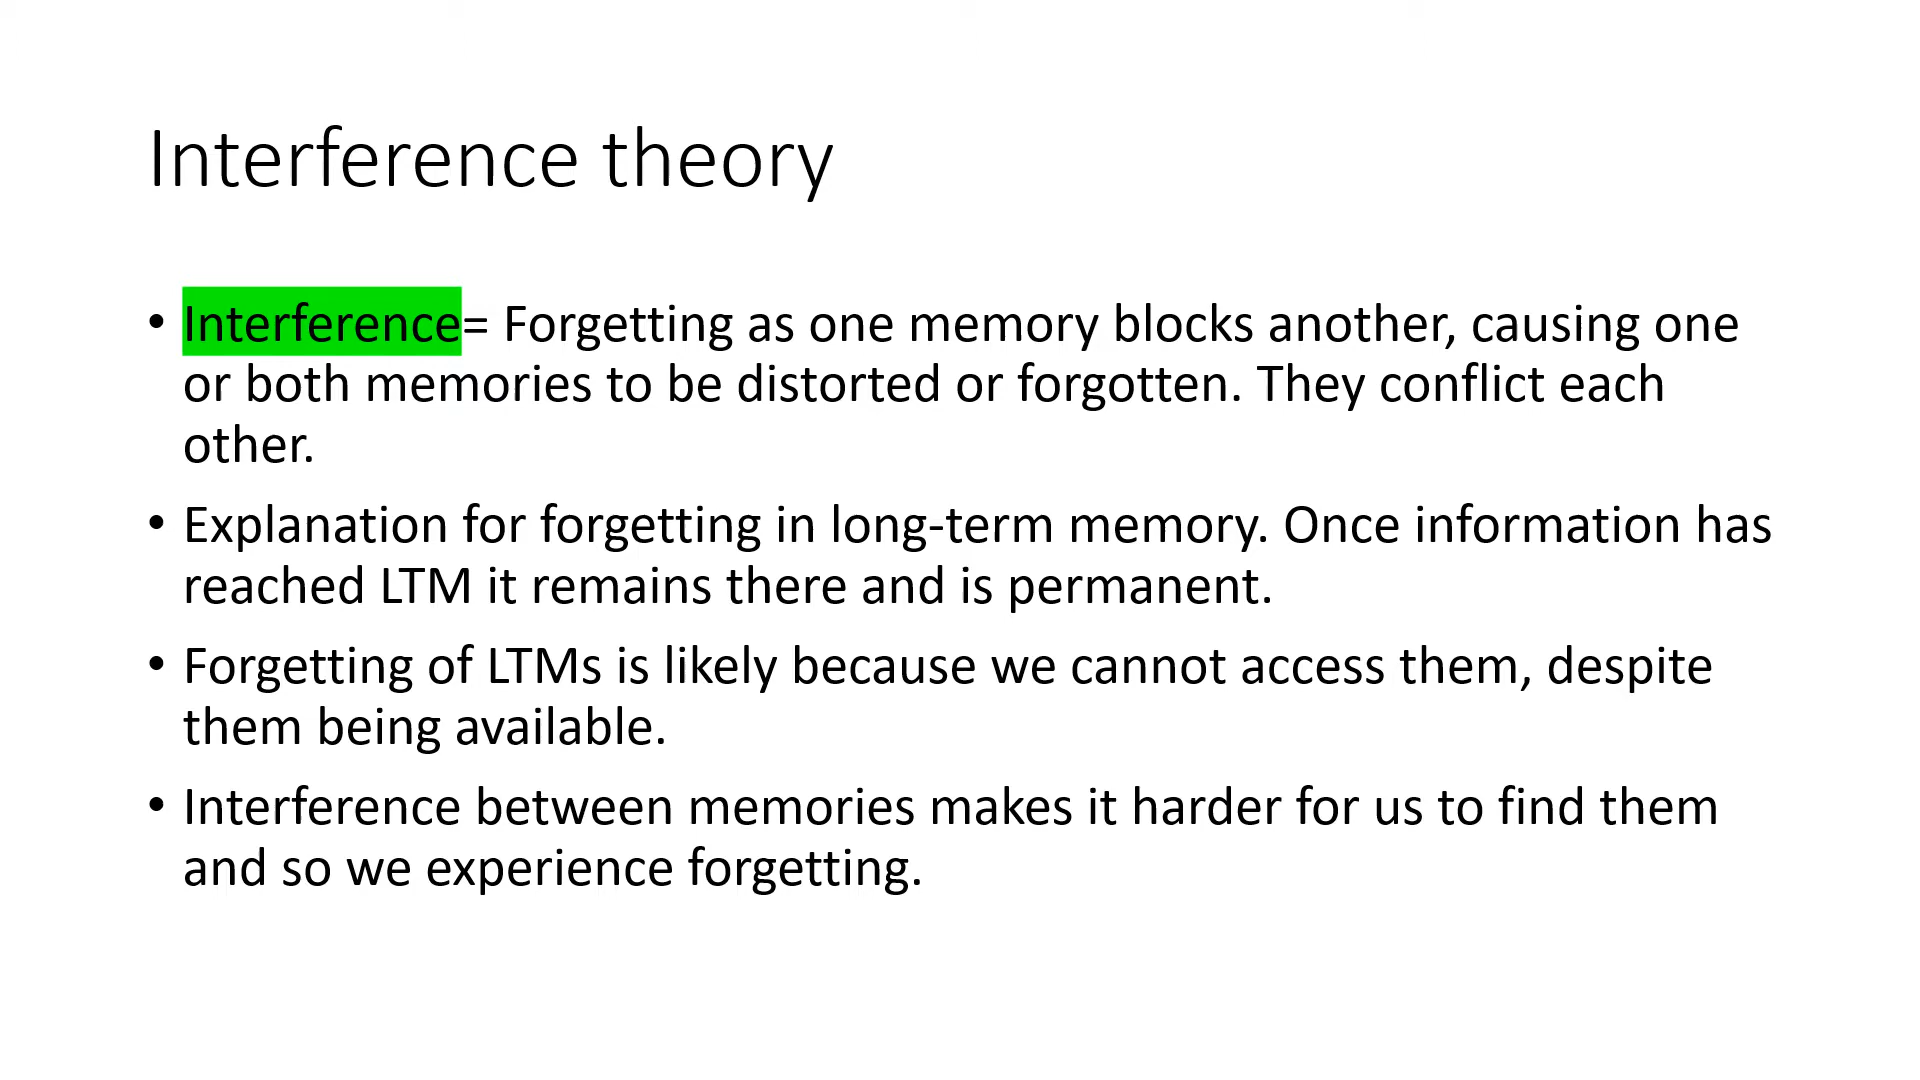 Interference theory
• Interference= Forgetting as one memory blocks another, causing one
or both memories to be distorted or forgotten. They conflict each
other.
• Explanation for forgetting in long-term memory. Once information has
reached LTM it remains there and is permanent.
• Forgetting of LTMs is likely because we cannot access them, despite
them being available.
• Interference between memories makes it harder for us to find them
and so we experience forgetting.